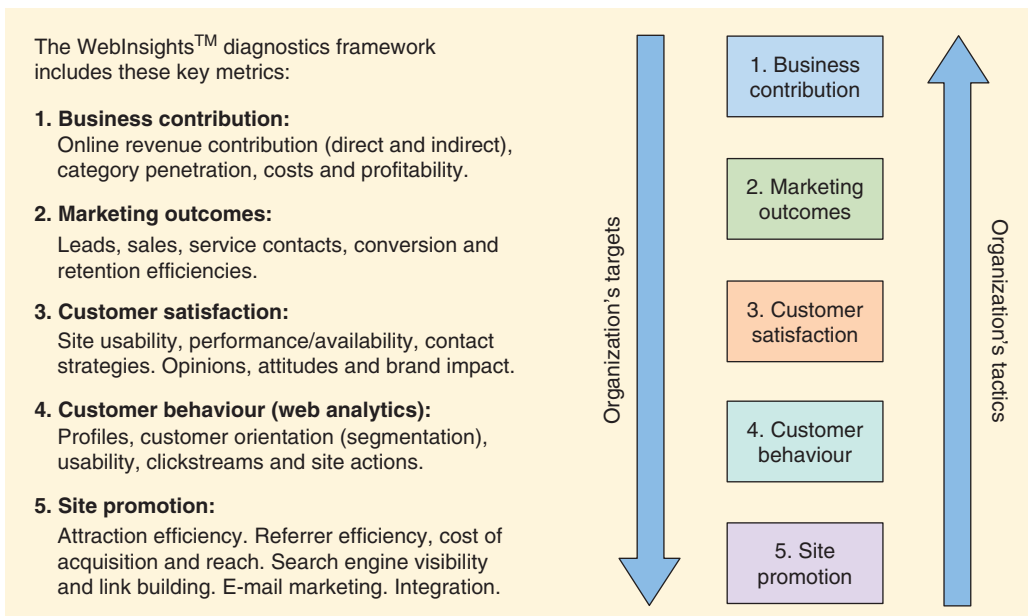 The WebInsights™ diagnostics framework
includes these key metrics:
1. Business contribution:
Online revenue contribution (direct and indirect),
category penetration, costs and profitability.
2. Marketing outcomes:
Leads, sales, service contacts, conversion and
retention efficiencies.
3. Customer satisfaction:
Site usability, performance/availability, contact
strategies. Opinions, attitudes and brand impact.
4. Customer behaviour (web analytics):
Profiles, customer orientation (segmentation),
usability, clickstreams and site actions.
5. Site promotion:
Attraction efficiency. Referrer efficiency, cost of
acquisition and reach. Search engine visibility
and link building. E-mail marketing. Integration.
Organization's targets
1. Business
contribution
2. Marketing
outcomes
3. Customer
satisfaction
4. Customer
behaviour
5. Site
promotion
Organization's tactics